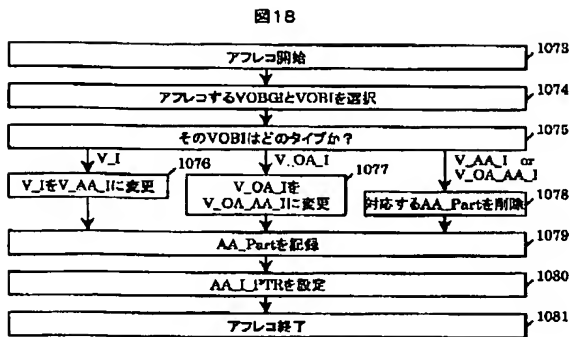 図18
アフレコ開始
1073
アフレコするVOBGIとVOBIを選択
1074
そのVOBIはどのタイプか？
1075
V_I
1076
V_OA_I
1077
V_AA_I or
V_OA_AA_I
1078
V_IをV_AA_Iに変更
V_OA_Iを
V_OA_AA_Iに変更
対応するAA_Partを削除
AA_Partを記録
1079
AA_I_PTRを設定
1080
アフレコ終了
1081